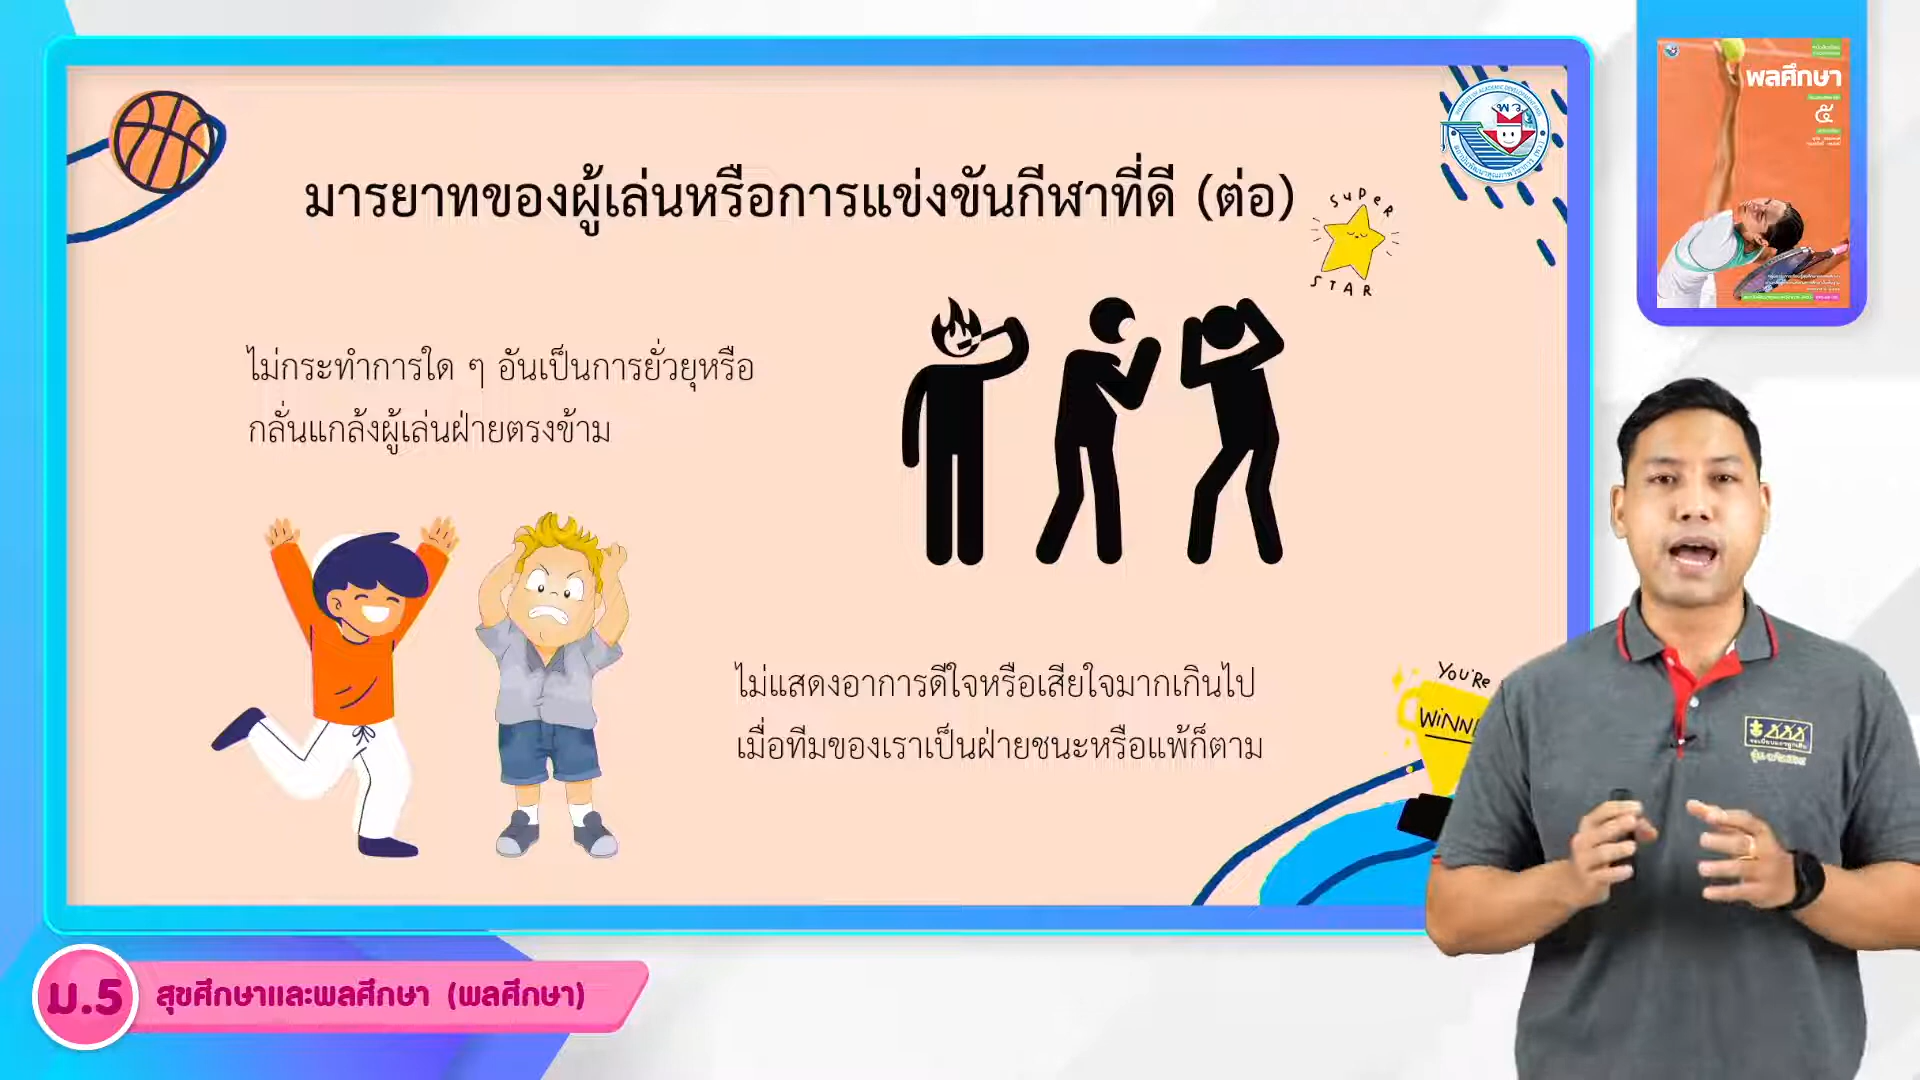 มารยาทของผู้เล่นหรือการแข่งขันกีฬาที่ดี (ต่อ)
SUPER
STAR
ไม่กระทำการใด ๆ อันเป็นการยั่วยุหรือ
กลั่นแกล้งผู้เล่นฝ่ายตรงข้าม
ไม่แสดงอาการดีใจหรือเสียใจมากเกินไป
เมื่อทีมของเราเป็นฝ่ายชนะหรือแพ้ก็ตาม
YOU'RE
WINN
พว.
พลศึกษา
๕
ม.5
สุขศึกษาและพลศึกษา (พลศึกษา)